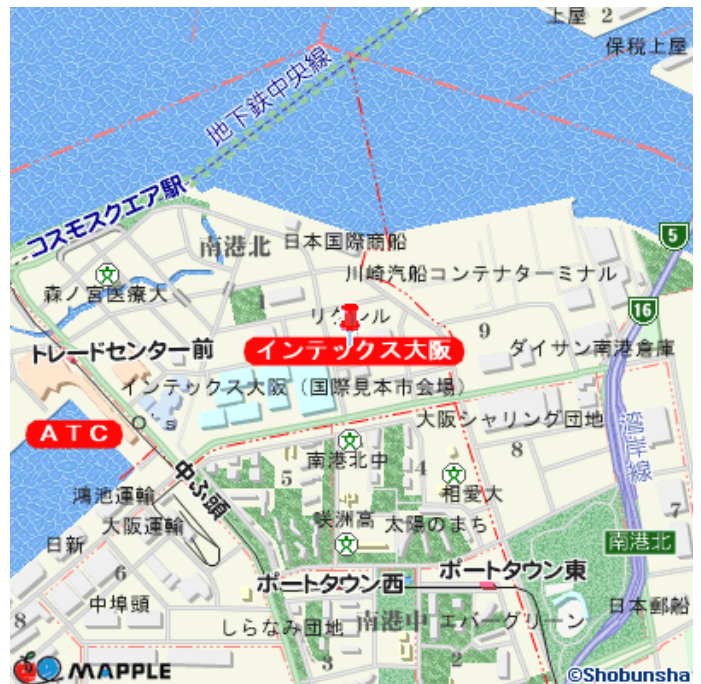 上屋 2
保税上屋
地下鉄中央線
コスモスクエア駅
5
南港北
日本国際商船
川崎汽船コンテナターミナル
森ノ宮医療大
1
16
リクシル
9
トレードセンター前
インテックス大阪
ダイサン南港倉庫
インテックス大阪（国際見本市会場）
ATC
大阪シャリング団地
湾岸線
中ふ頭
南港北中
8
5
4
鴻池運輸
相愛大
大阪運輸
咲洲高
太陽のまち
7
日新
南港北
6
ポートタウン西
ポートタウン東
中埠頭
日本郵船
8
しらなみ団地
南港中
エバーグリーン
3
2
MAPPLE
©Shobunsha